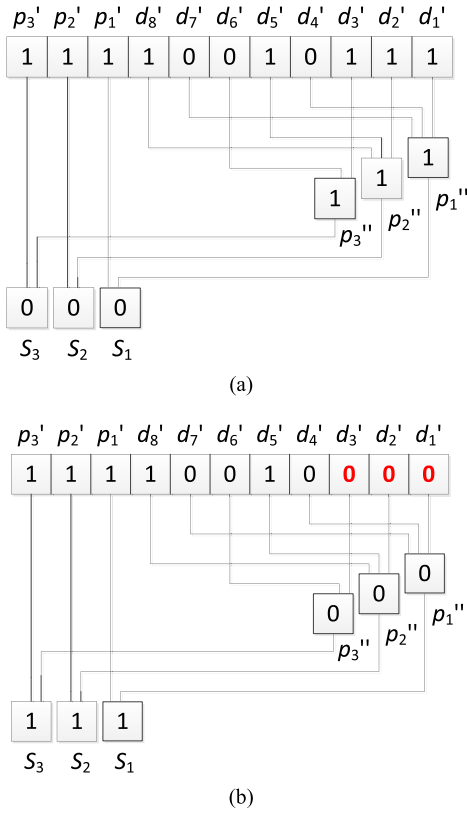 p3' p2' p1' d8' d7' d6' d5' d4' d3' d2' d1'
1 1 1 1 0 0 1 0 1 1 1
1
1
1
p1''
p2''
p3''
0 0 0
S3 S2 S1
(a)
p3' p2' p1' d8' d7' d6' d5' d4' d3' d2' d1'
1 1 1 1 0 0 1 0 0 0 0
0
0
0
p1''
p2''
p3''
1 1 1
S3 S2 S1
(b)